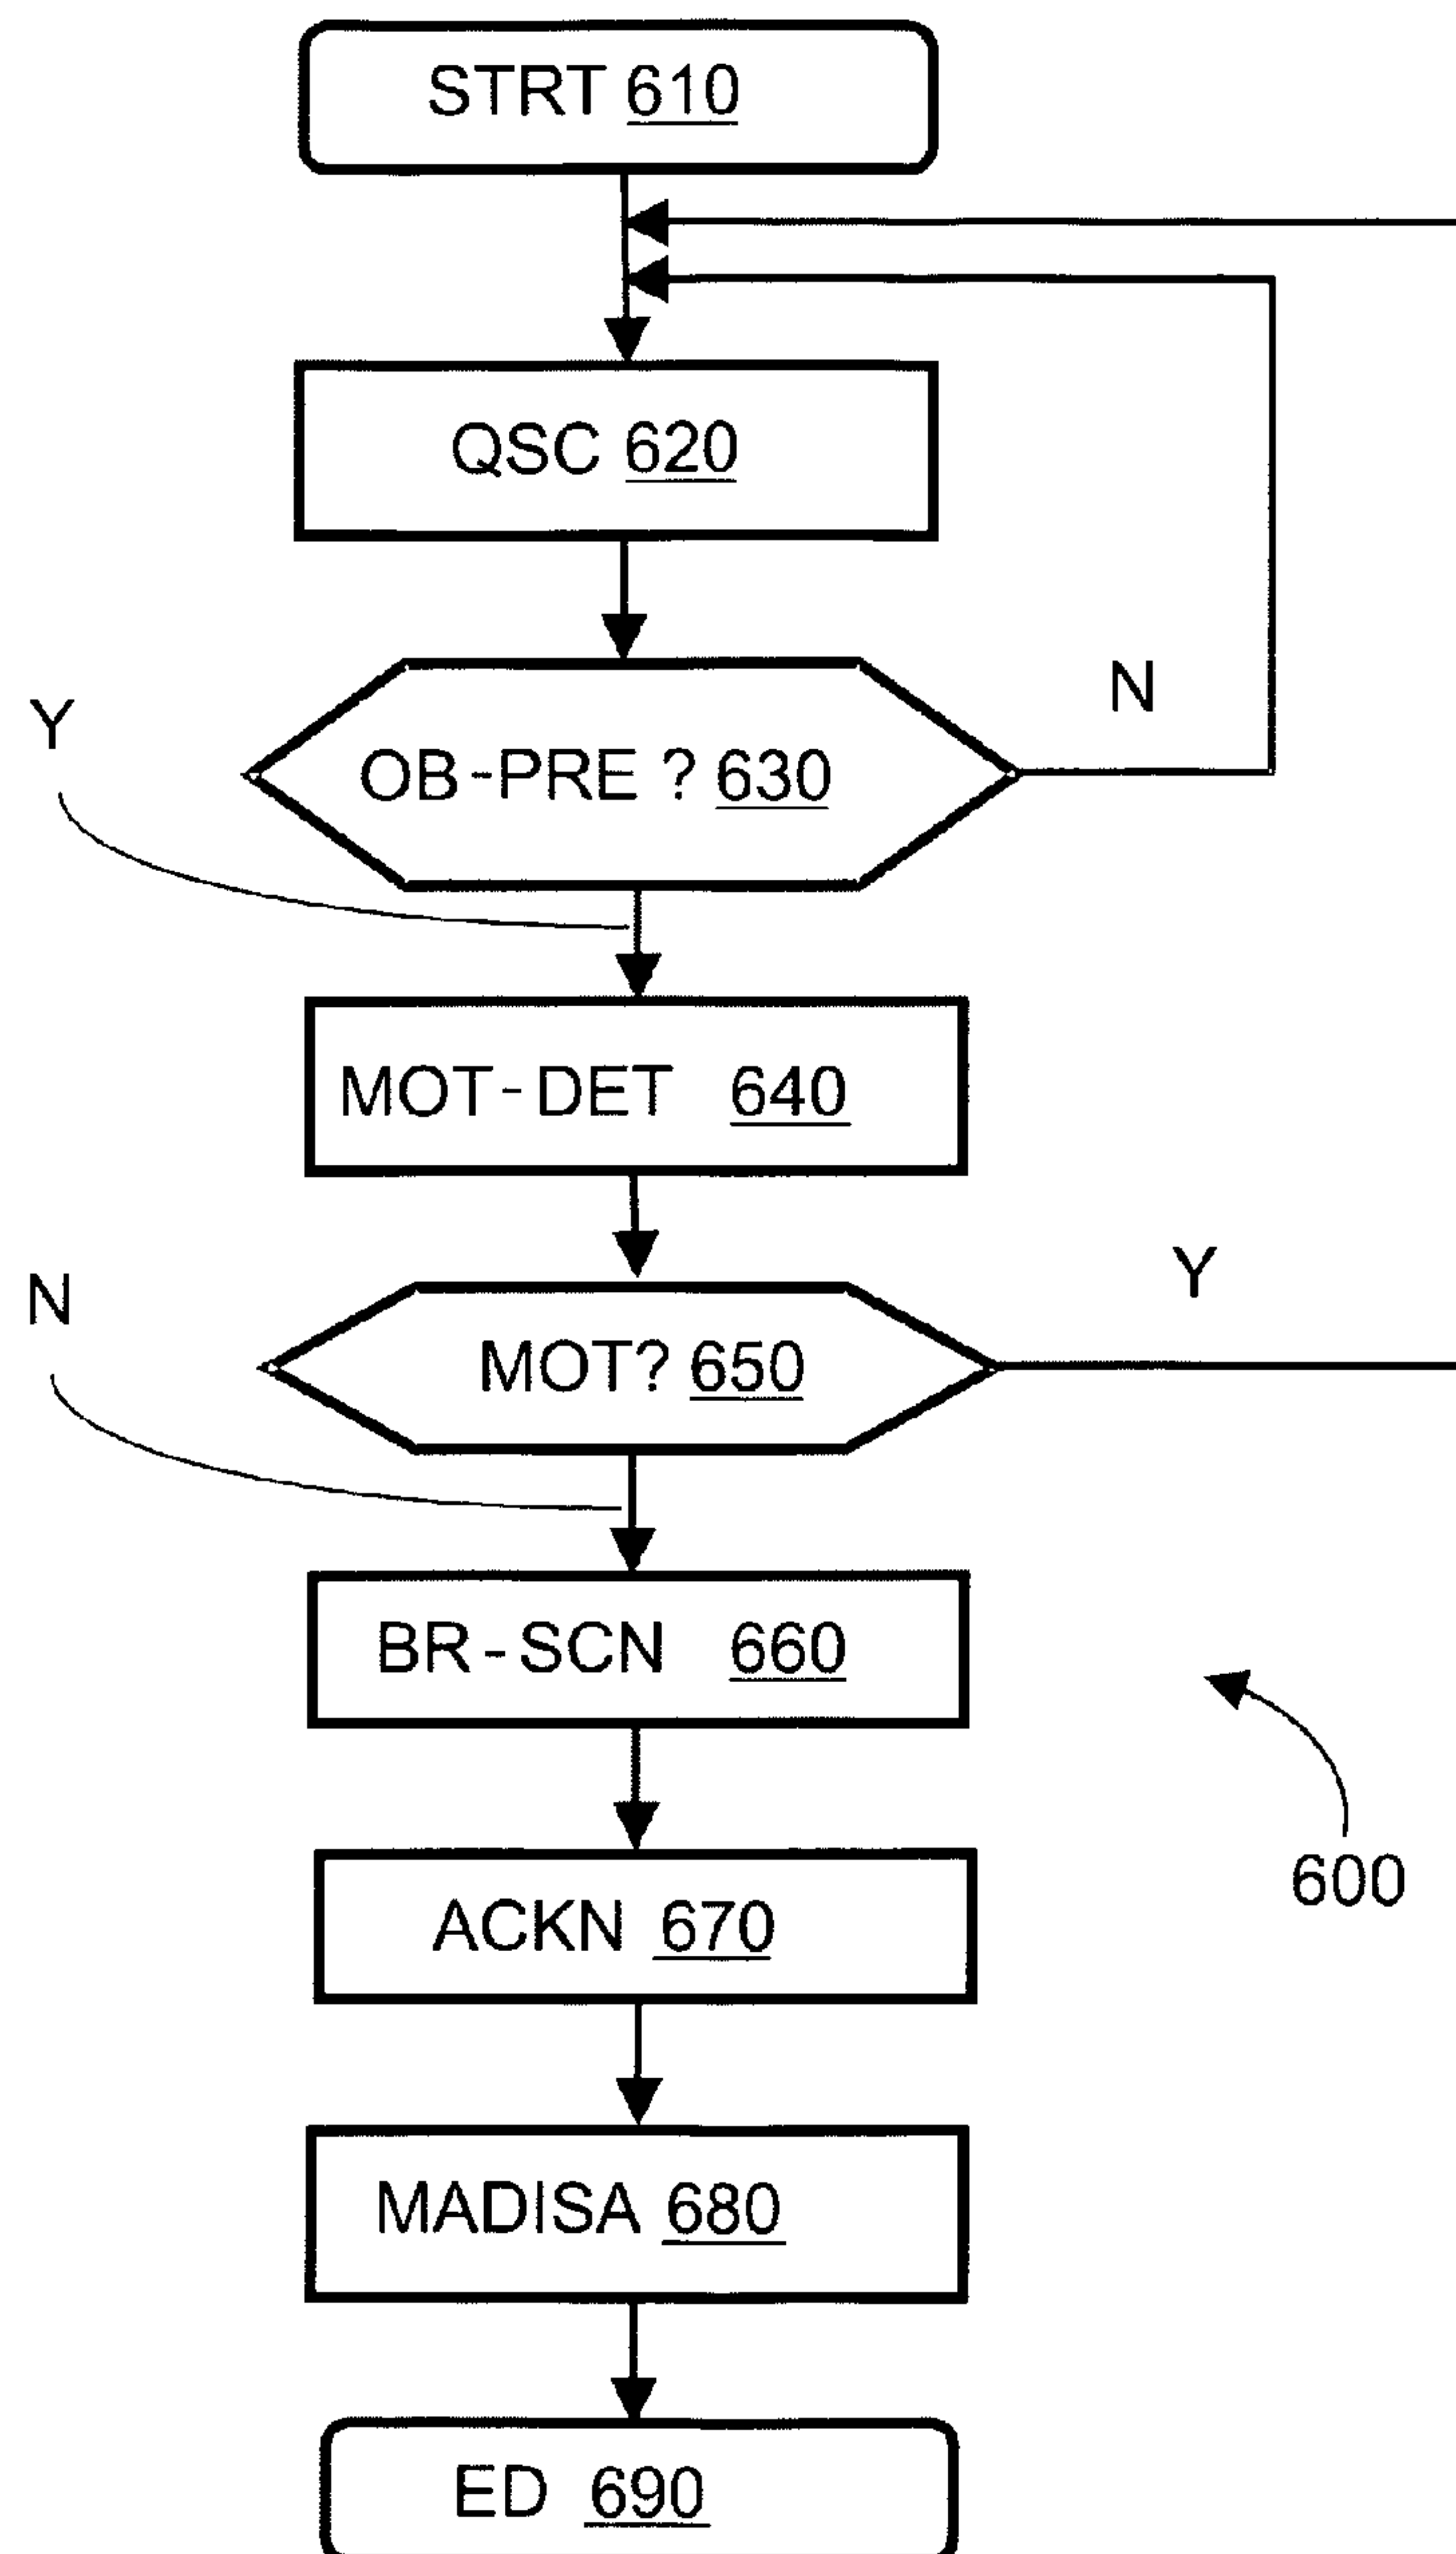 STRT 610
QSC 620
N
Y
OB-PRE ? 630
MOT-DET 640
Y
N
MOT? 650
BR-SCN 660
600
ACKN 670
MADISA 680
ED 690